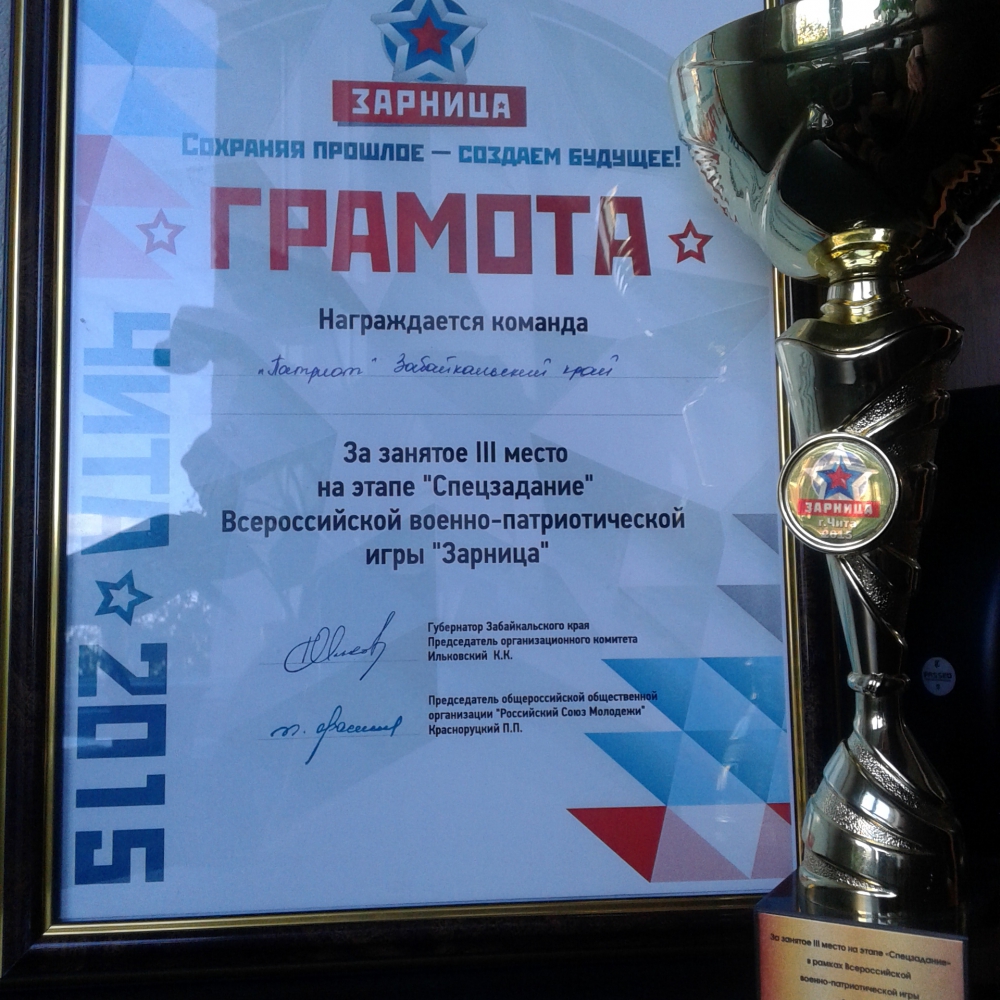 ЗАРНИЦА
Сохраняя прошлое — создаем будущее!
ГРАМОТА
Награждается команда
"Патриот" Забайкальский край
За занятое III место
на этапе "Спецзадание"
Всероссийской военно-патриотической
игры "Зарница"
Губернатор Забайкальского края
Председатель организационного комитета
Ильковский К.К.
Председатель общероссийской общественной
организации "Российский Союз Молодежи"
Красноруцкий П.П.
ЧИТА 2015
ЗАРНИЦА
г.Чита
2015
За занятое III место на этапе «Спецзадание»
в рамках Всероссийской
военно-патриотической игры